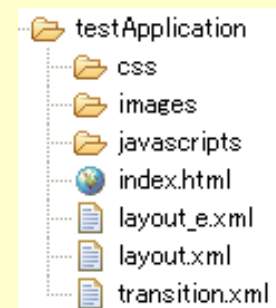 testApplication
css
images
javascripts
index.html
layout_e.xml
layout.xml
transition.xml